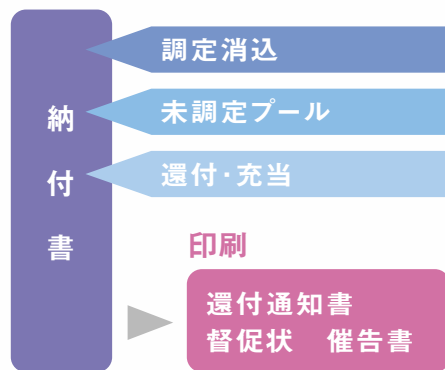 納付書
調定消込
未調定プール
還付・充当
印刷
還付通知書
督促状 催告書